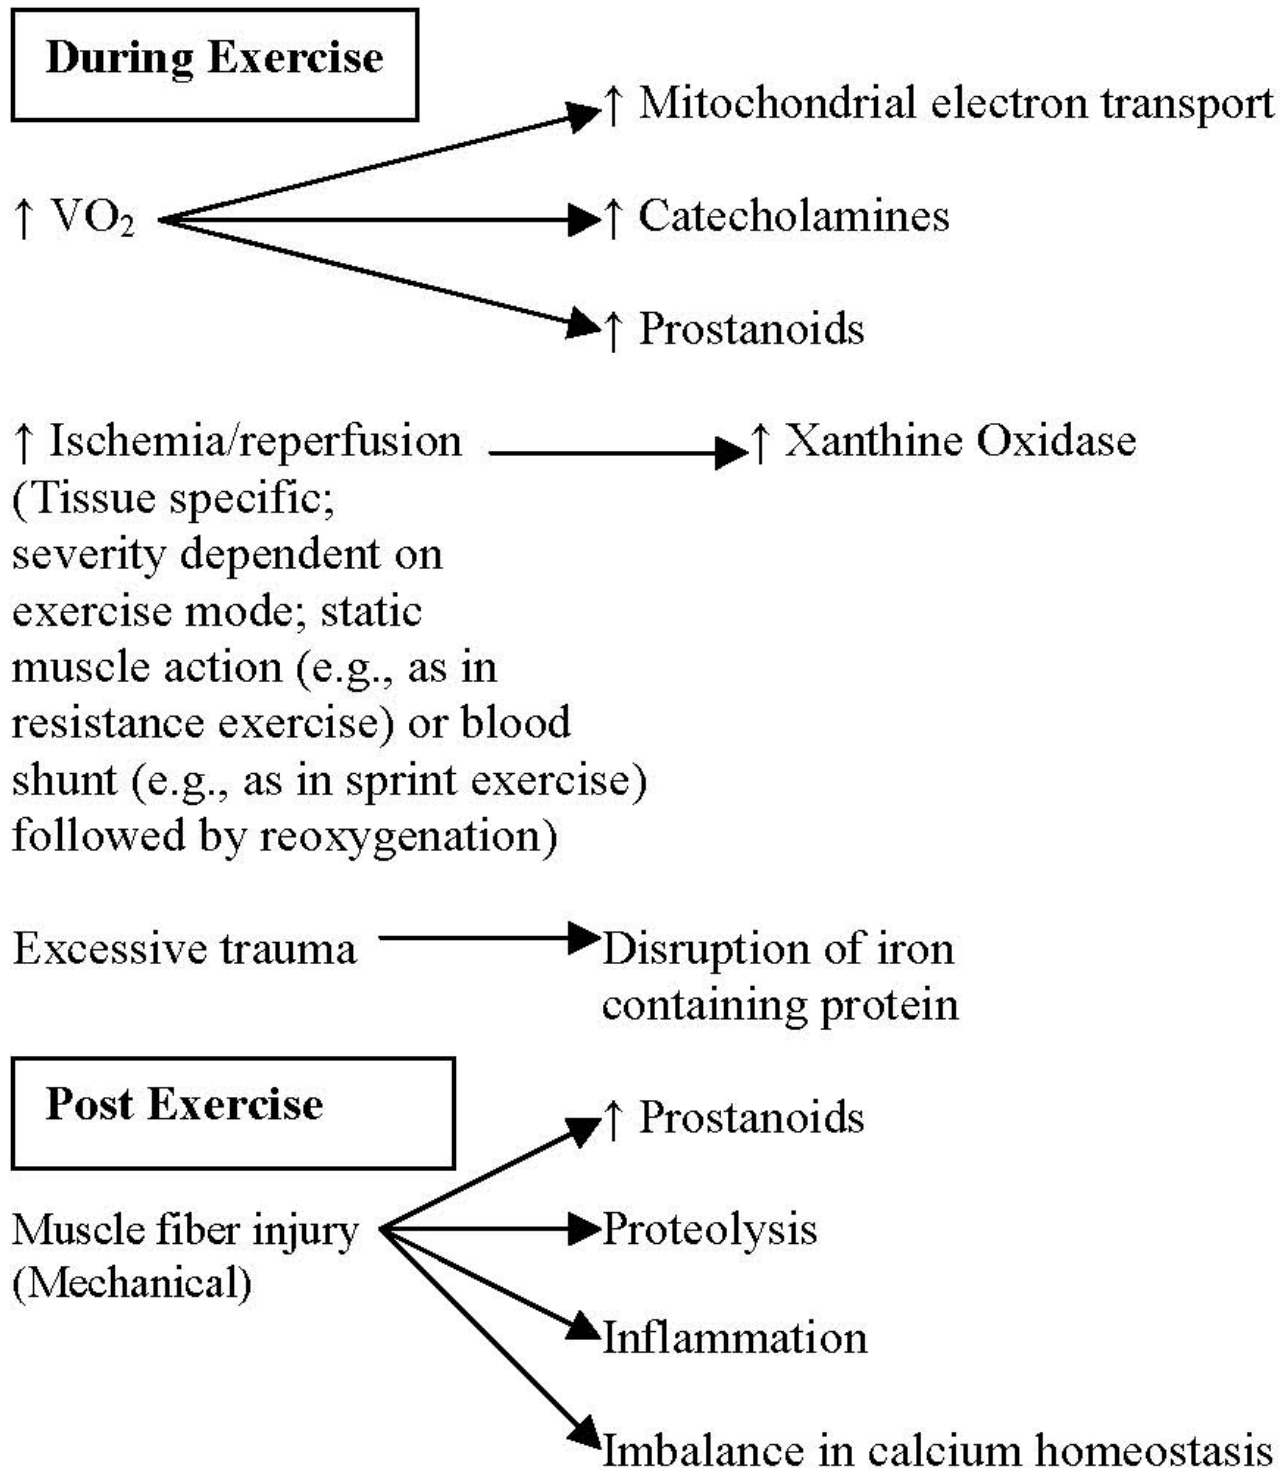 During Exercise
↑ Mitochondrial electron transport
↑ VO₂
↑ Catecholamines
↑ Prostanoids
↑ Ischemia/reperfusion
↑ Xanthine Oxidase
(Tissue specific;
severity dependent on
exercise mode; static
muscle action (e.g., as in
resistance exercise) or blood
shunt (e.g., as in sprint exercise)
followed by reoxygenation)
Excessive trauma
Disruption of iron
containing protein
Post Exercise
↑ Prostanoids
Muscle fiber injury
(Mechanical)
Proteolysis
Inflammation
Imbalance in calcium homeostasis